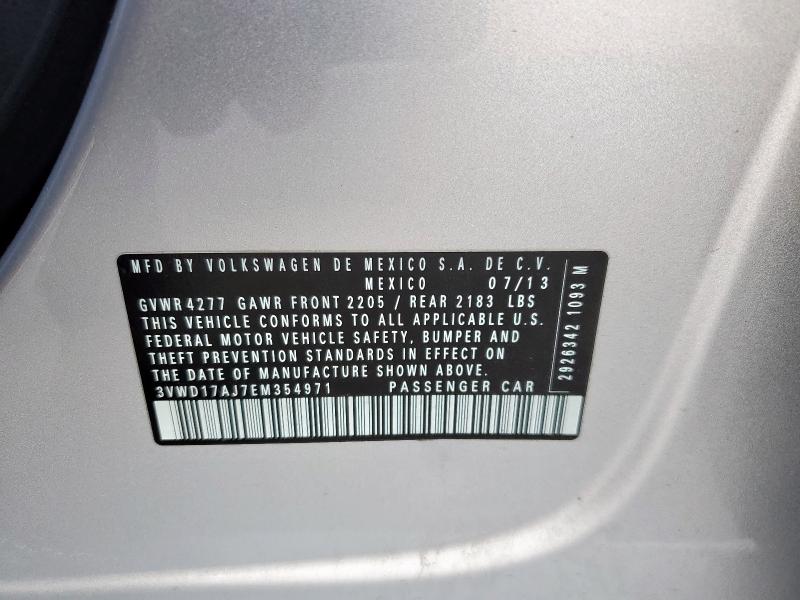 MFD BY VOLKSWAGEN DE MEXICO S.A. DE C.V.
MEXICO 07/13
GVWR 4277 GAWR FRONT 2205 / REAR 2183 LBS
THIS VEHICLE CONFORMS TO ALL APPLICABLE U.S.
FEDERAL MOTOR VEHICLE SAFETY, BUMPER AND
THEFT PREVENTION STANDARDS IN EFFECT ON
THE DATE OF MANUFACTURE SHOWN ABOVE.
3VWD17AJ7EM354971 PASSENGER CAR
2926342 1093 M